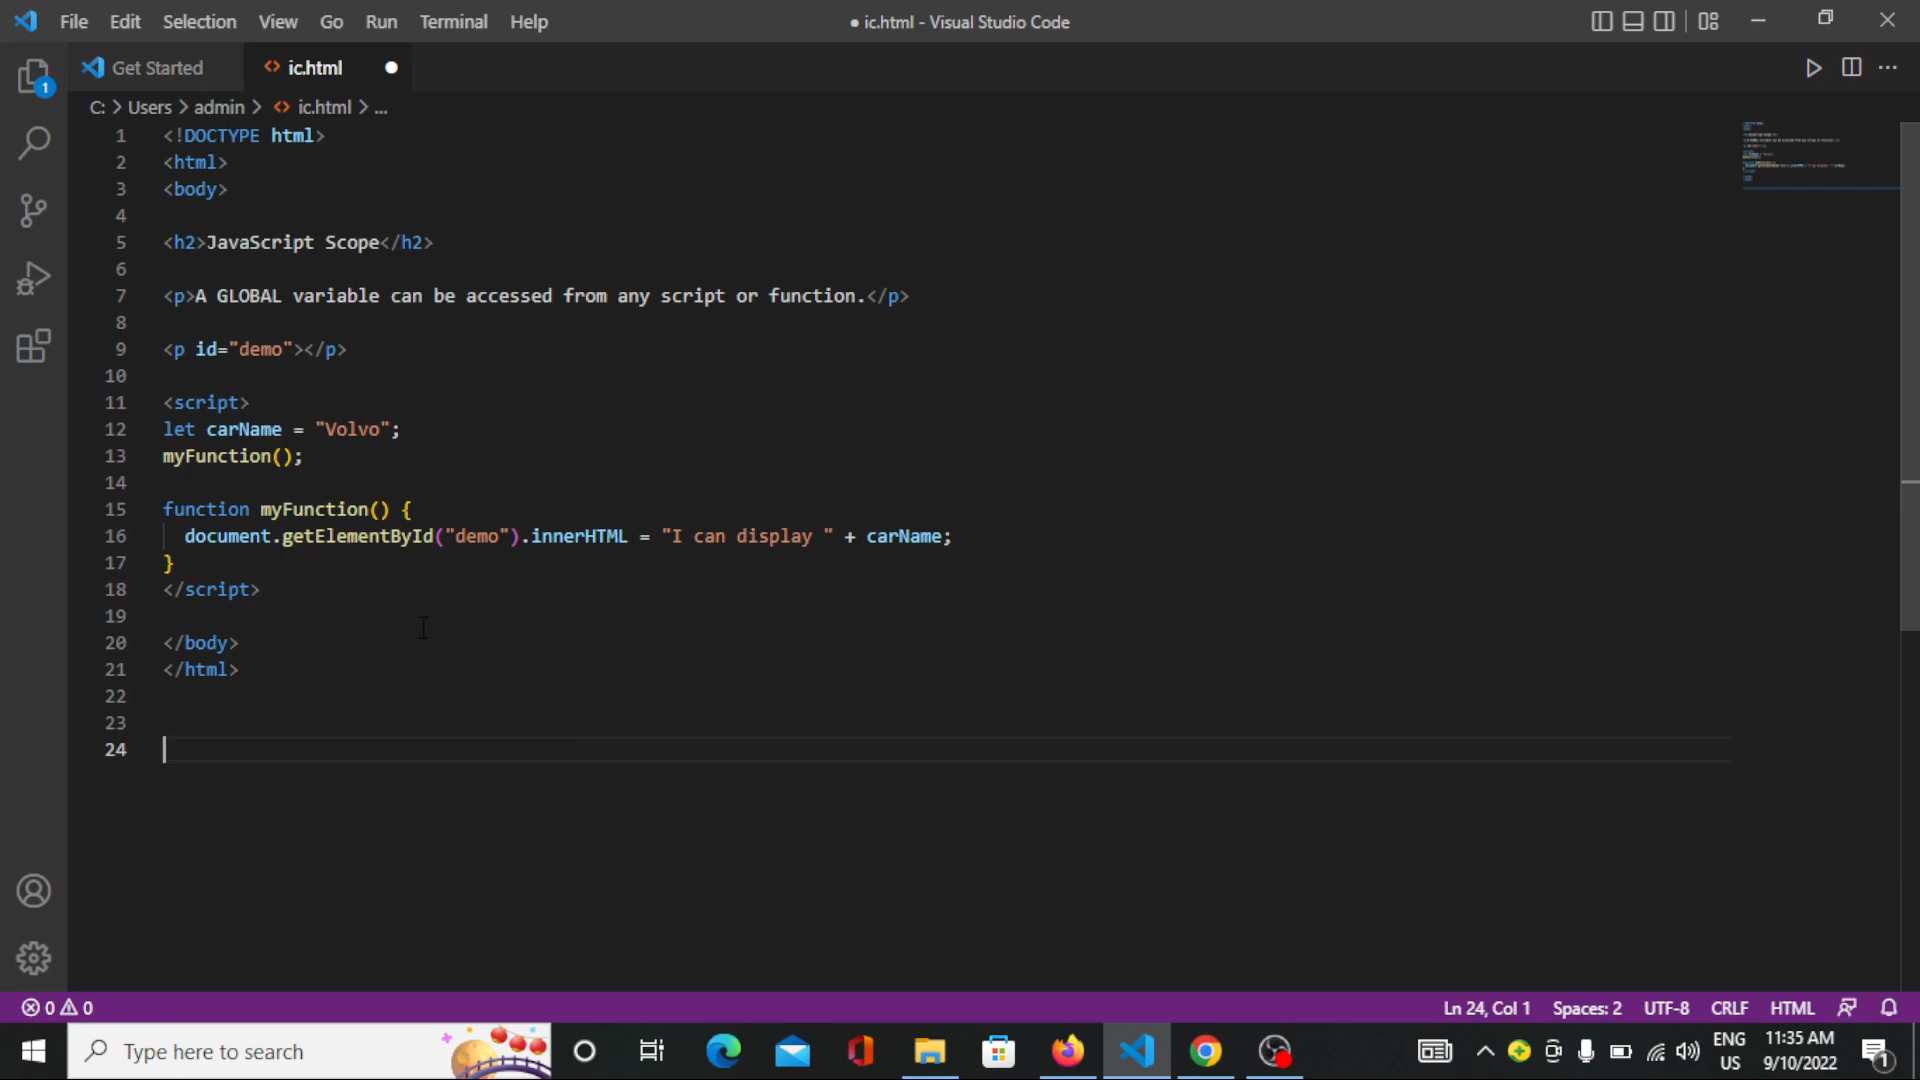 File Edit Selection View Go Run Terminal Help ● ic.html - Visual Studio Code
Get Started <> ic.html ●
C: > Users > admin > <> ic.html > ...
1 <!DOCTYPE html>
2 <html>
3 <body>
4
5 <h2>JavaScript Scope</h2>
6
7 <p>A GLOBAL variable can be accessed from any script or function.</p>
8
9 <p id="demo"></p>
10
11 <script>
12 let carName = "Volvo";
13 myFunction();
14
15 function myFunction() {
16   document.getElementById("demo").innerHTML = "I can display " + carName;
17 }
18 </script>
19
20 </body>
21 </html>
22
23
24
1
0 0 Ln 24, Col 1 Spaces: 2 UTF-8 CRLF HTML
Type here to search
ENG
US
11:35 AM
9/10/2022
1